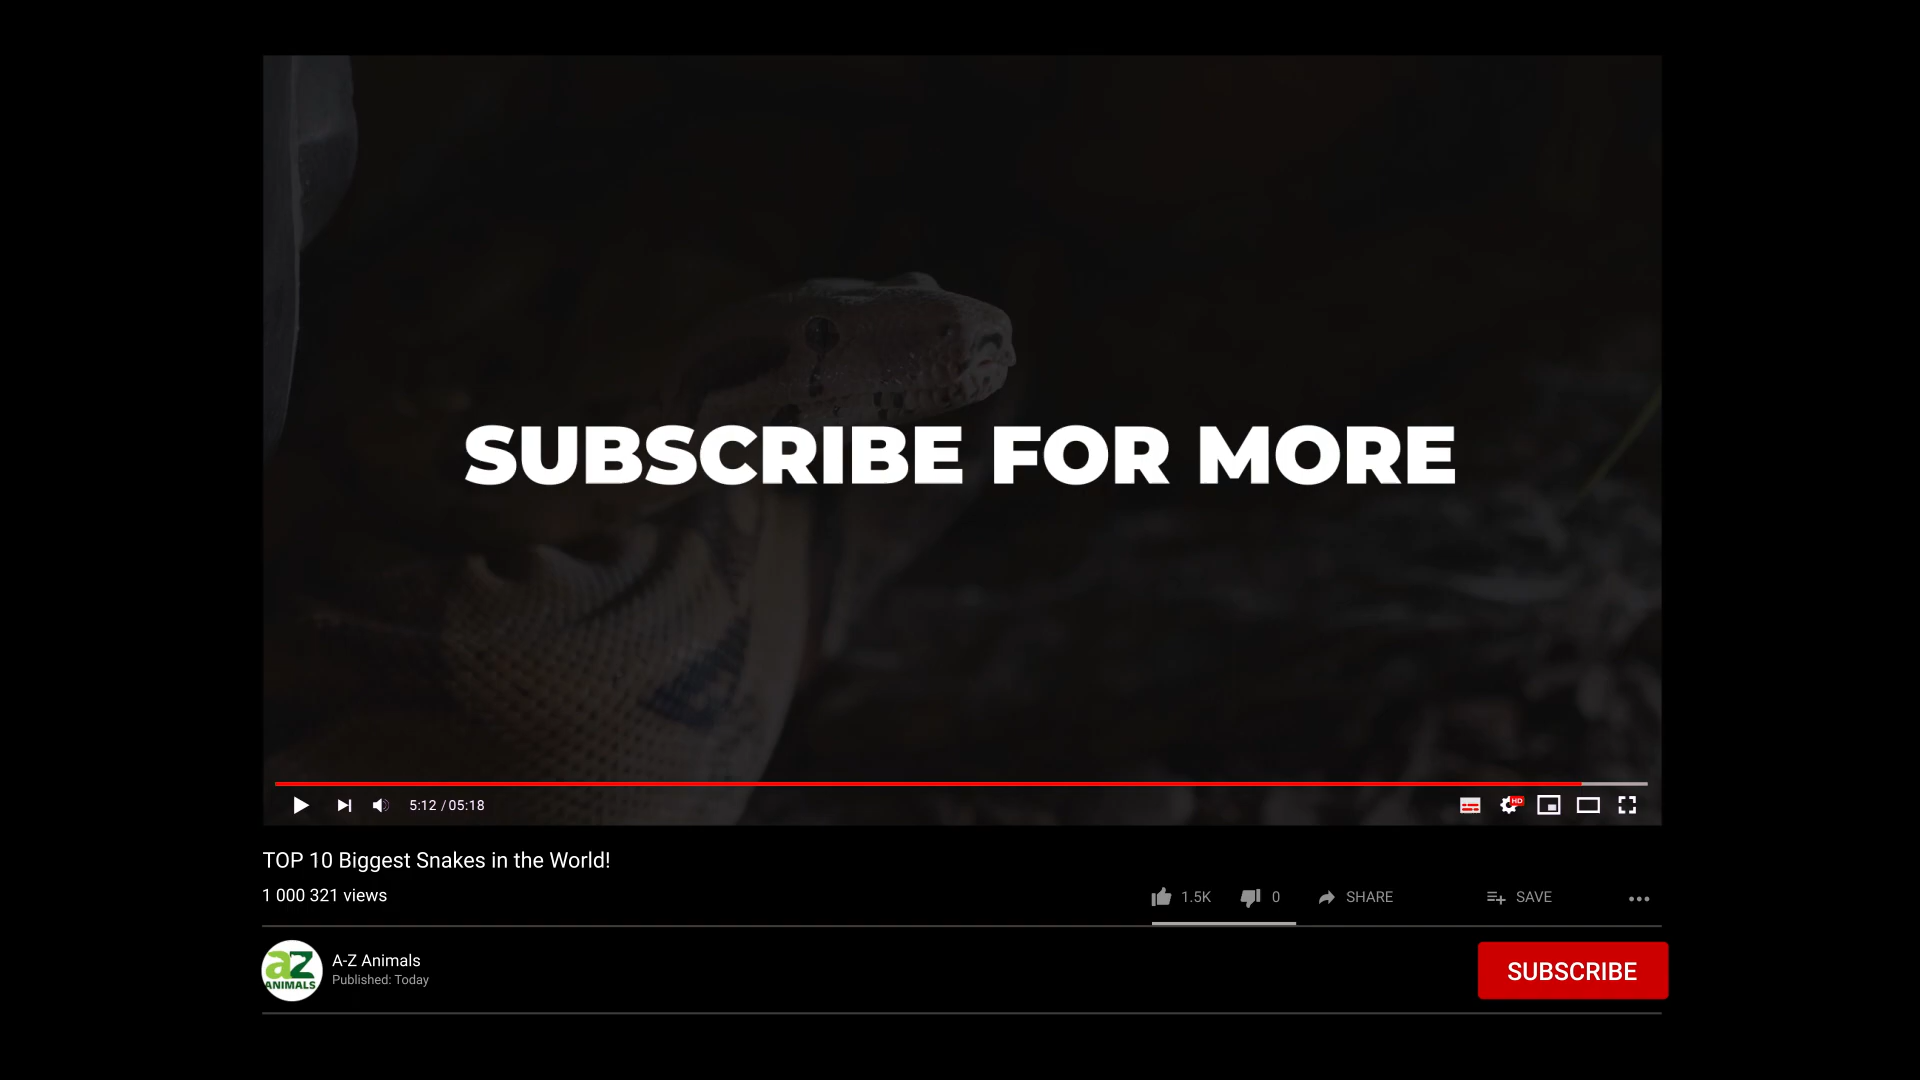 SUBSCRIBE FOR MORE
5:12 / 05:18
HD
TOP 10 Biggest Snakes in the World!
1 000 321 views
1.5K
0
SHARE
SAVE
aZ
ANIMALS
A-Z Animals
Published: Today
SUBSCRIBE